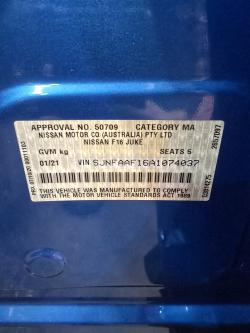 APPROVAL NO. 50709 CATEGORY MA
NISSAN MOTOR CO (AUSTRALIA) PTY LTD
NISSAN F16 JUKE
GVM kg SEATS 5
01/21 VIN SJNFAAF16A1074037
THIS VEHICLE WAS MANUFACTURED TO COMPLY
WITH THE MOTOR VEHICLE STANDARDS ACT 1989